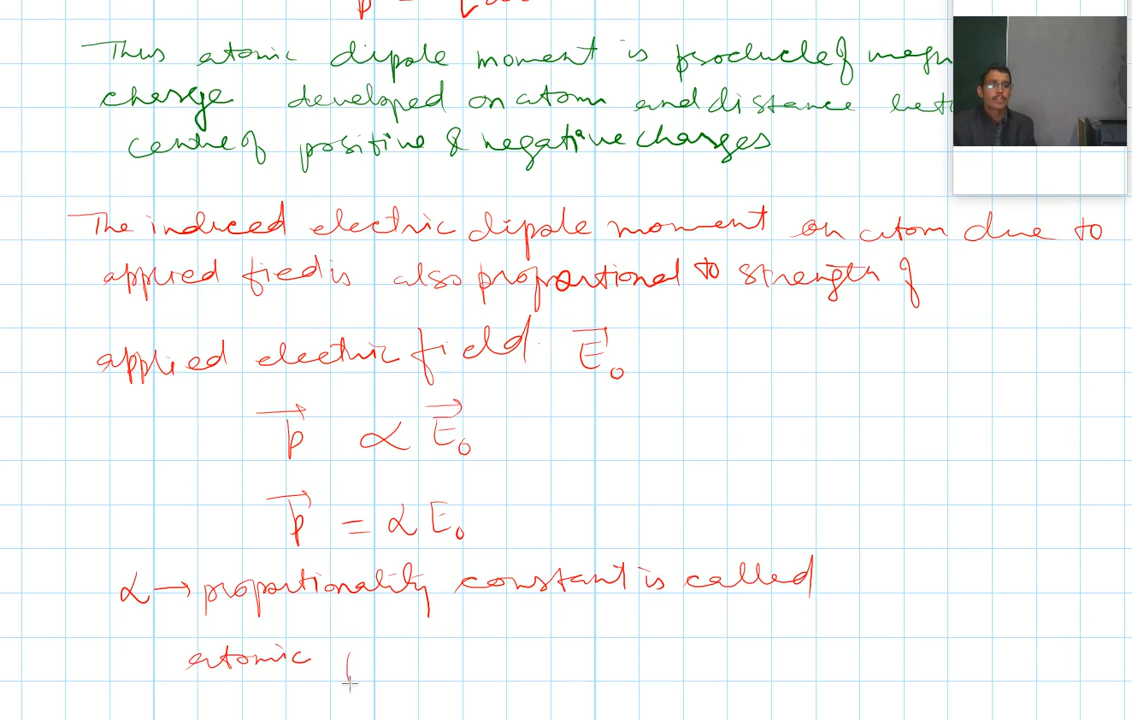 Thus atomic dipole moment is product of magn
charge developed on atom and distance betw
centre of positive & negative charges
The induced electric dipole moment on atom due to
applied fied is also proportional to strength of
applied electric field. E₀
p ∝ E₀
p = α E₀
α → proportionality constant is called
atomic